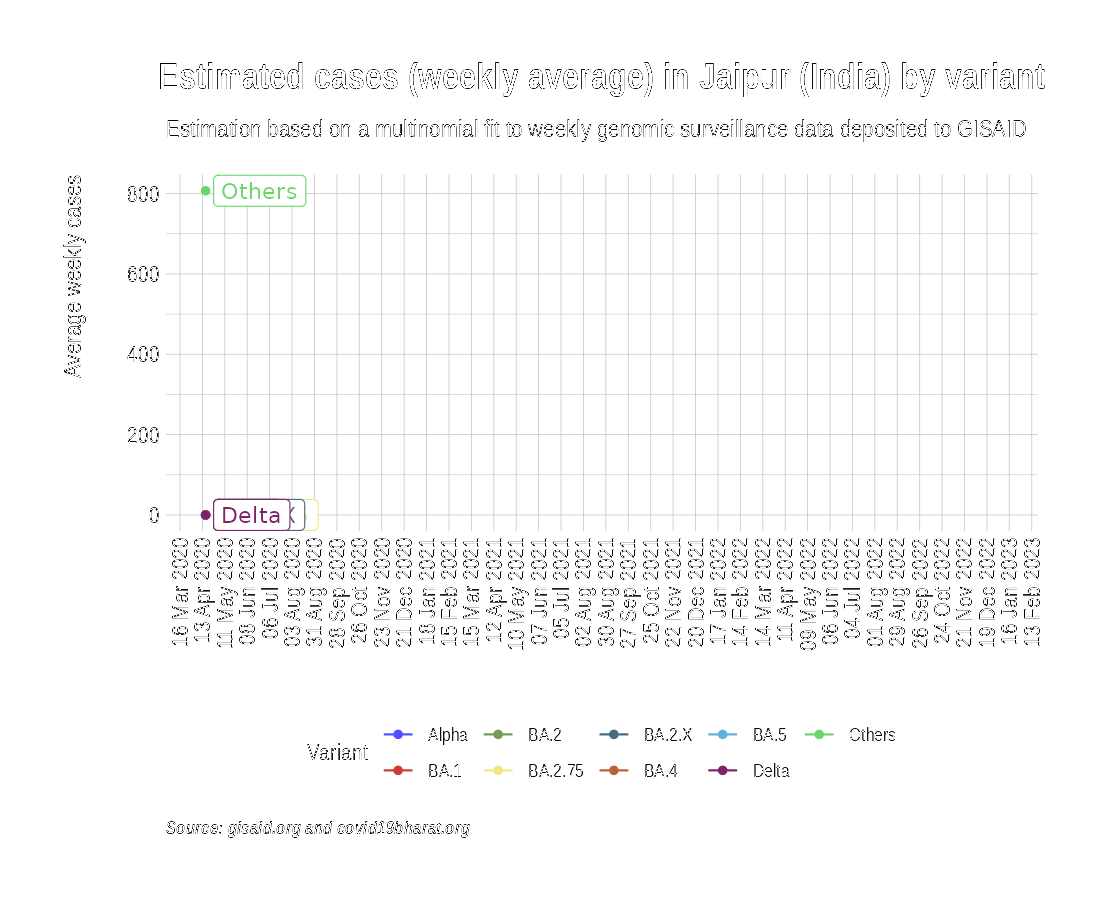 Estimated cases (weekly average) in Jaipur (India) by variant
Estimation based on a multinomial fit to weekly genomic surveillance data deposited to GISAID
Average weekly cases
800
600
400
200
0
Others
Delta
X
16 Mar 2020
13 Apr 2020
11 May 2020
08 Jun 2020
06 Jul 2020
03 Aug 2020
31 Aug 2020
28 Sep 2020
26 Oct 2020
23 Nov 2020
21 Dec 2020
18 Jan 2021
15 Feb 2021
15 Mar 2021
12 Apr 2021
10 May 2021
07 Jun 2021
05 Jul 2021
02 Aug 2021
30 Aug 2021
27 Sep 2021
25 Oct 2021
22 Nov 2021
20 Dec 2021
17 Jan 2022
14 Feb 2022
14 Mar 2022
11 Apr 2022
09 May 2022
06 Jun 2022
04 Jul 2022
01 Aug 2022
29 Aug 2022
26 Sep 2022
24 Oct 2022
21 Nov 2022
19 Dec 2022
16 Jan 2023
13 Feb 2023
Variant
Alpha BA.2 BA.2.X BA.5 Others
BA.1 BA.2.75 BA.4 Delta
Source: gisaid.org and covid19bharat.org